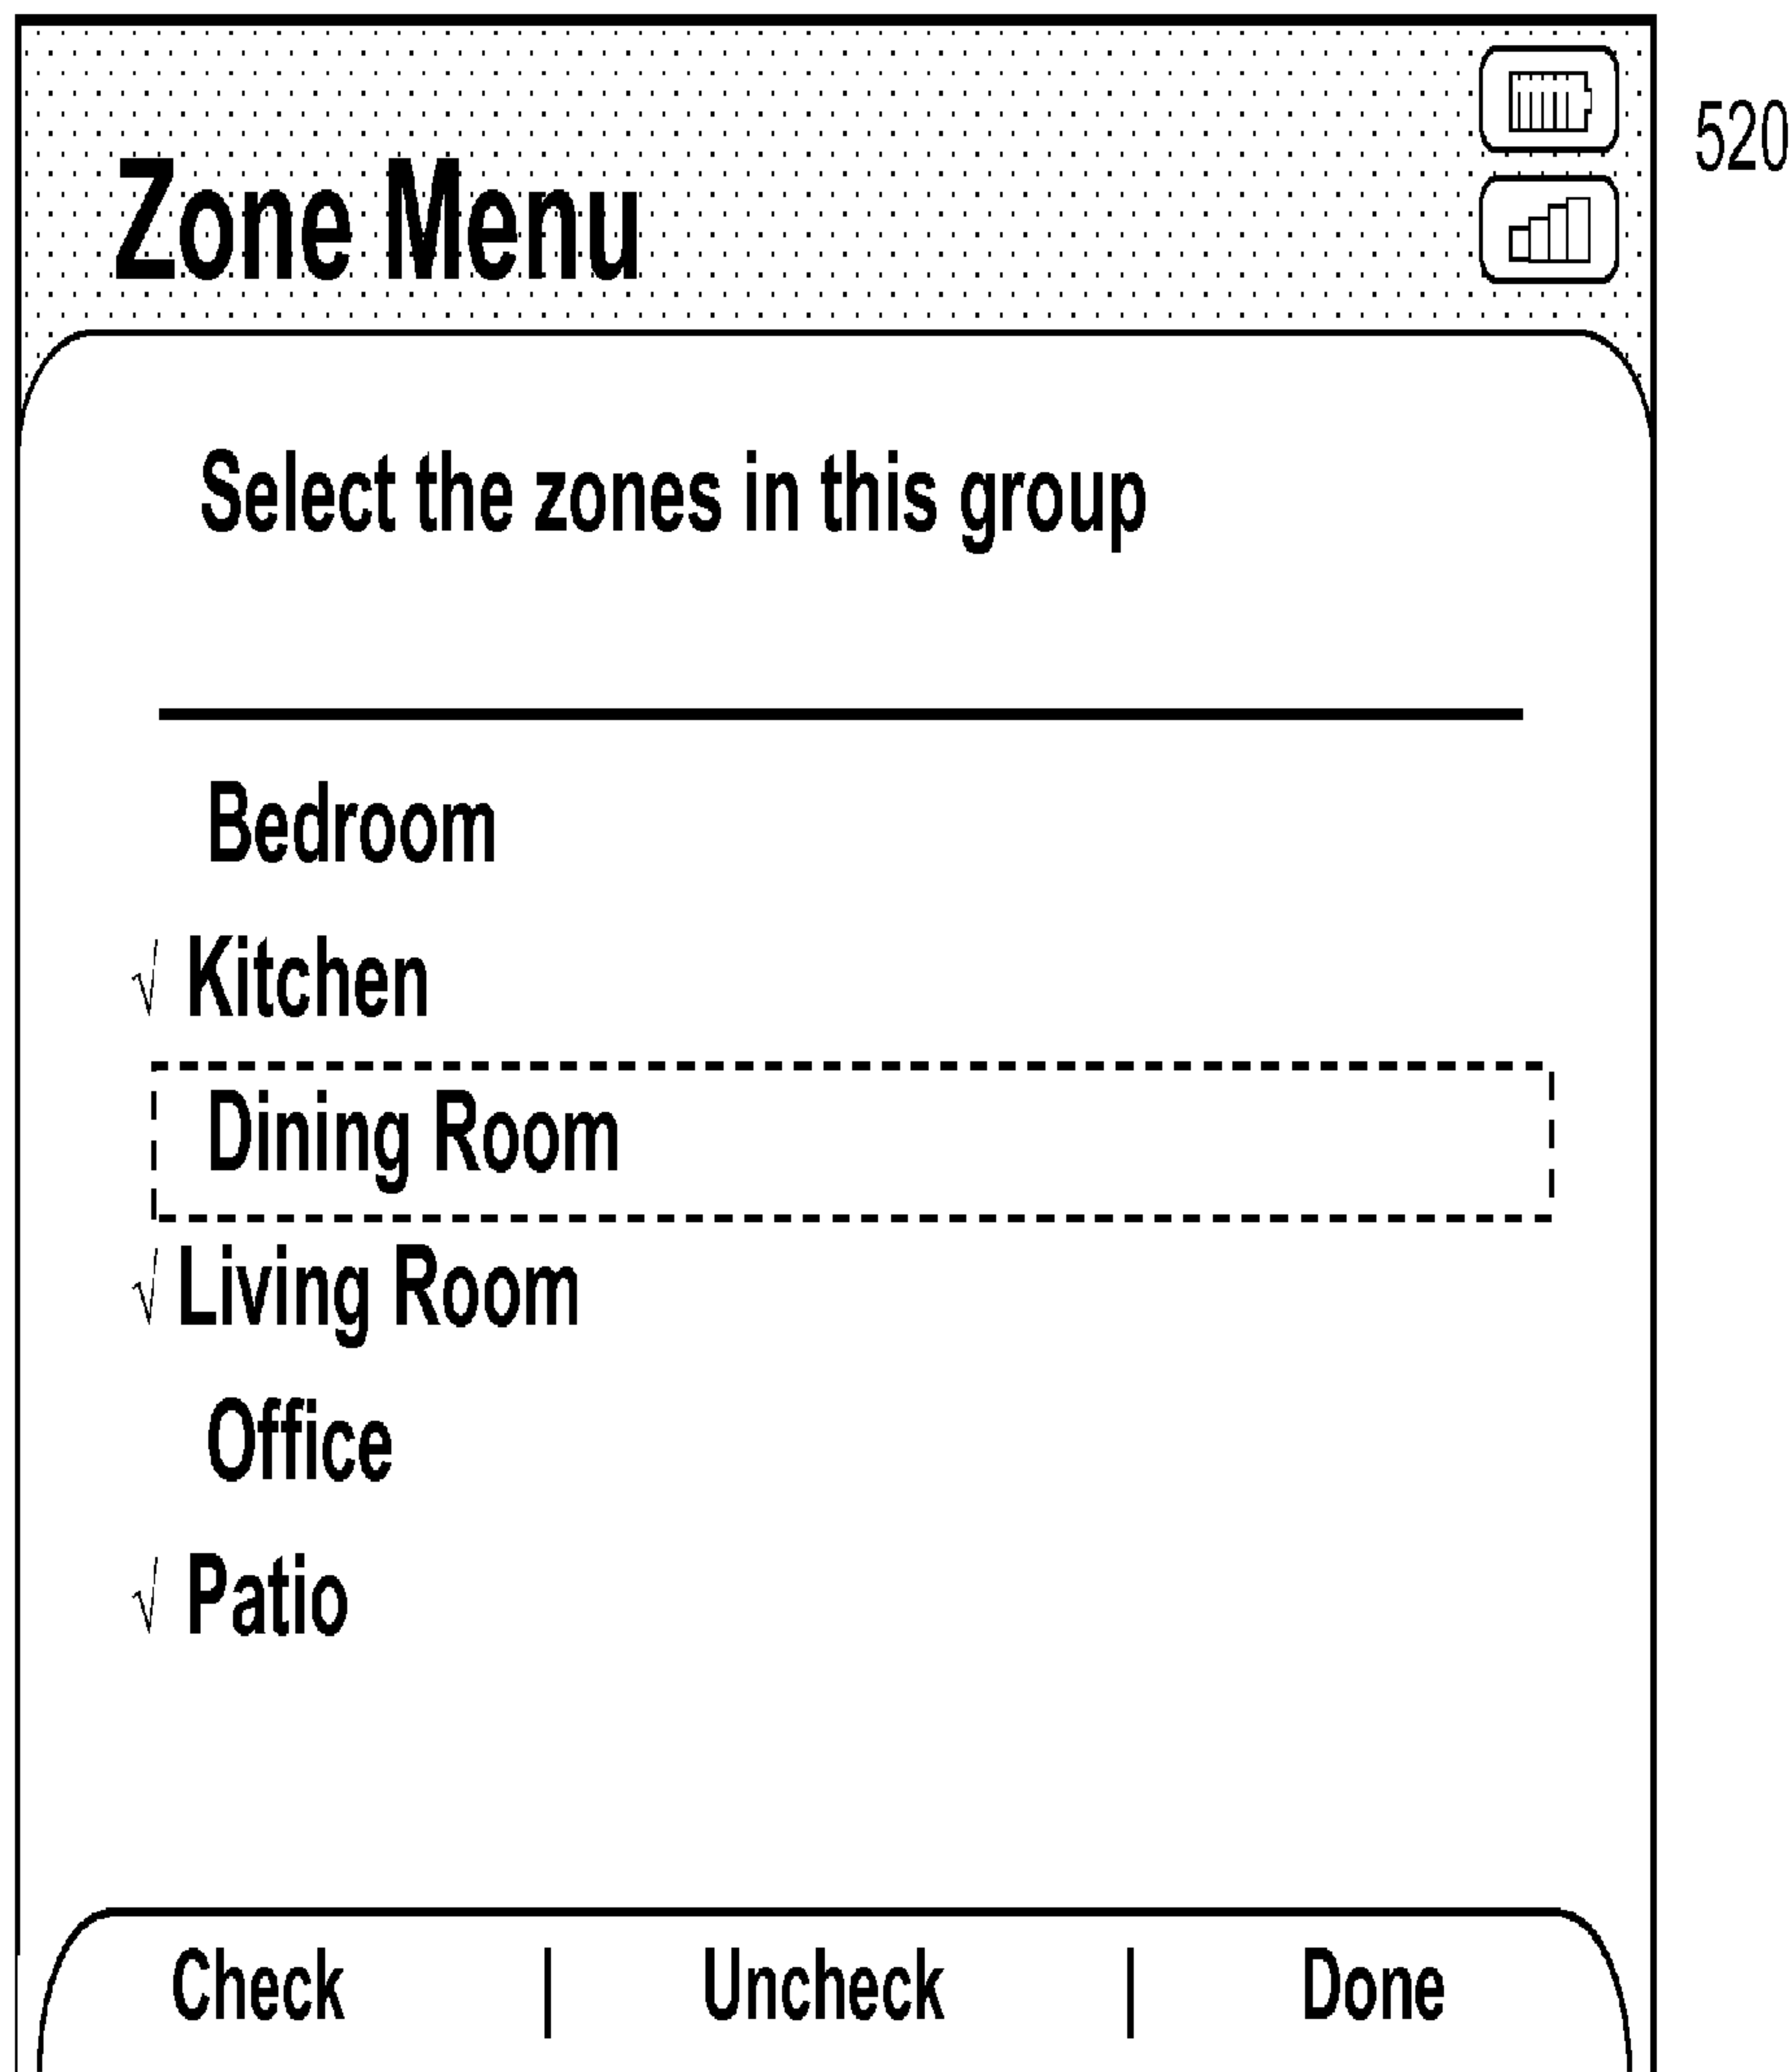 520
Zone Menu
Select the zones in this group
Bedroom
√ Kitchen
Dining Room
√ Living Room
Office
√ Patio
Check | Uncheck | Done